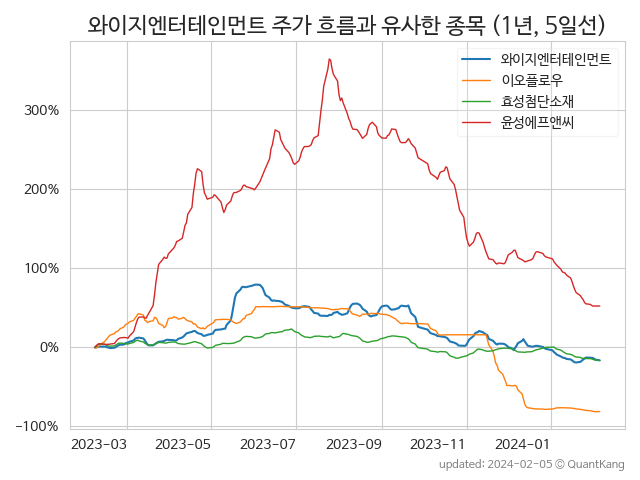 와이지엔터테인먼트 주가 흐름과 유사한 종목 (1년, 5일선)
와이지엔터테인먼트
이오플로우
효성첨단소재
윤성에프앤씨
300%
200%
100%
0%
−100%
2023-03 2023-05 2023-07 2023-09 2023-11 2024-01
updated: 2024-02-05 © QuantKang